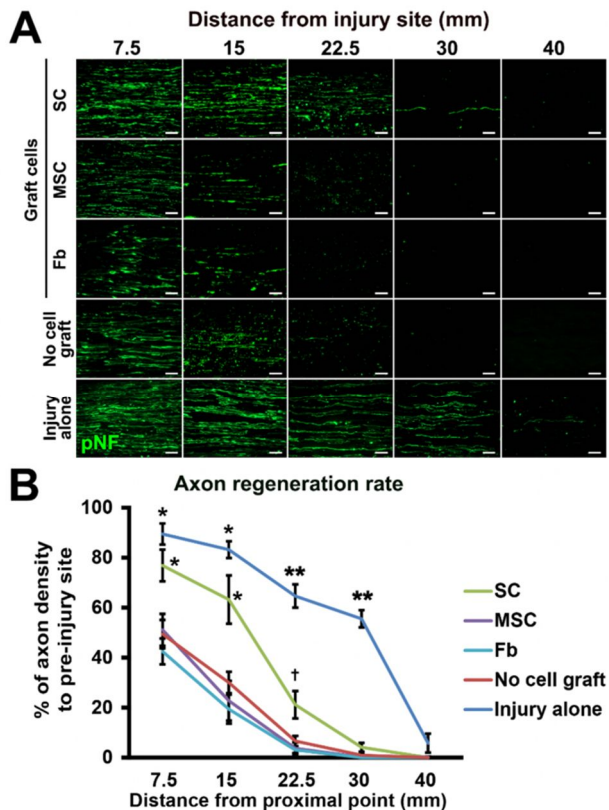 A
Distance from injury site (mm)
7.5 15 22.5 30 40
Graft cells
SC
MSC
Fb
No cell
graft
Injury
alone
pNF
B
Axon regeneration rate
% of axon density
to pre-injury site
100
80
60
40
20
0
* * ** **
* * †
7.5 15 22.5 30 40
Distance from proximal point (mm)
SC
MSC
Fb
No cell graft
Injury alone